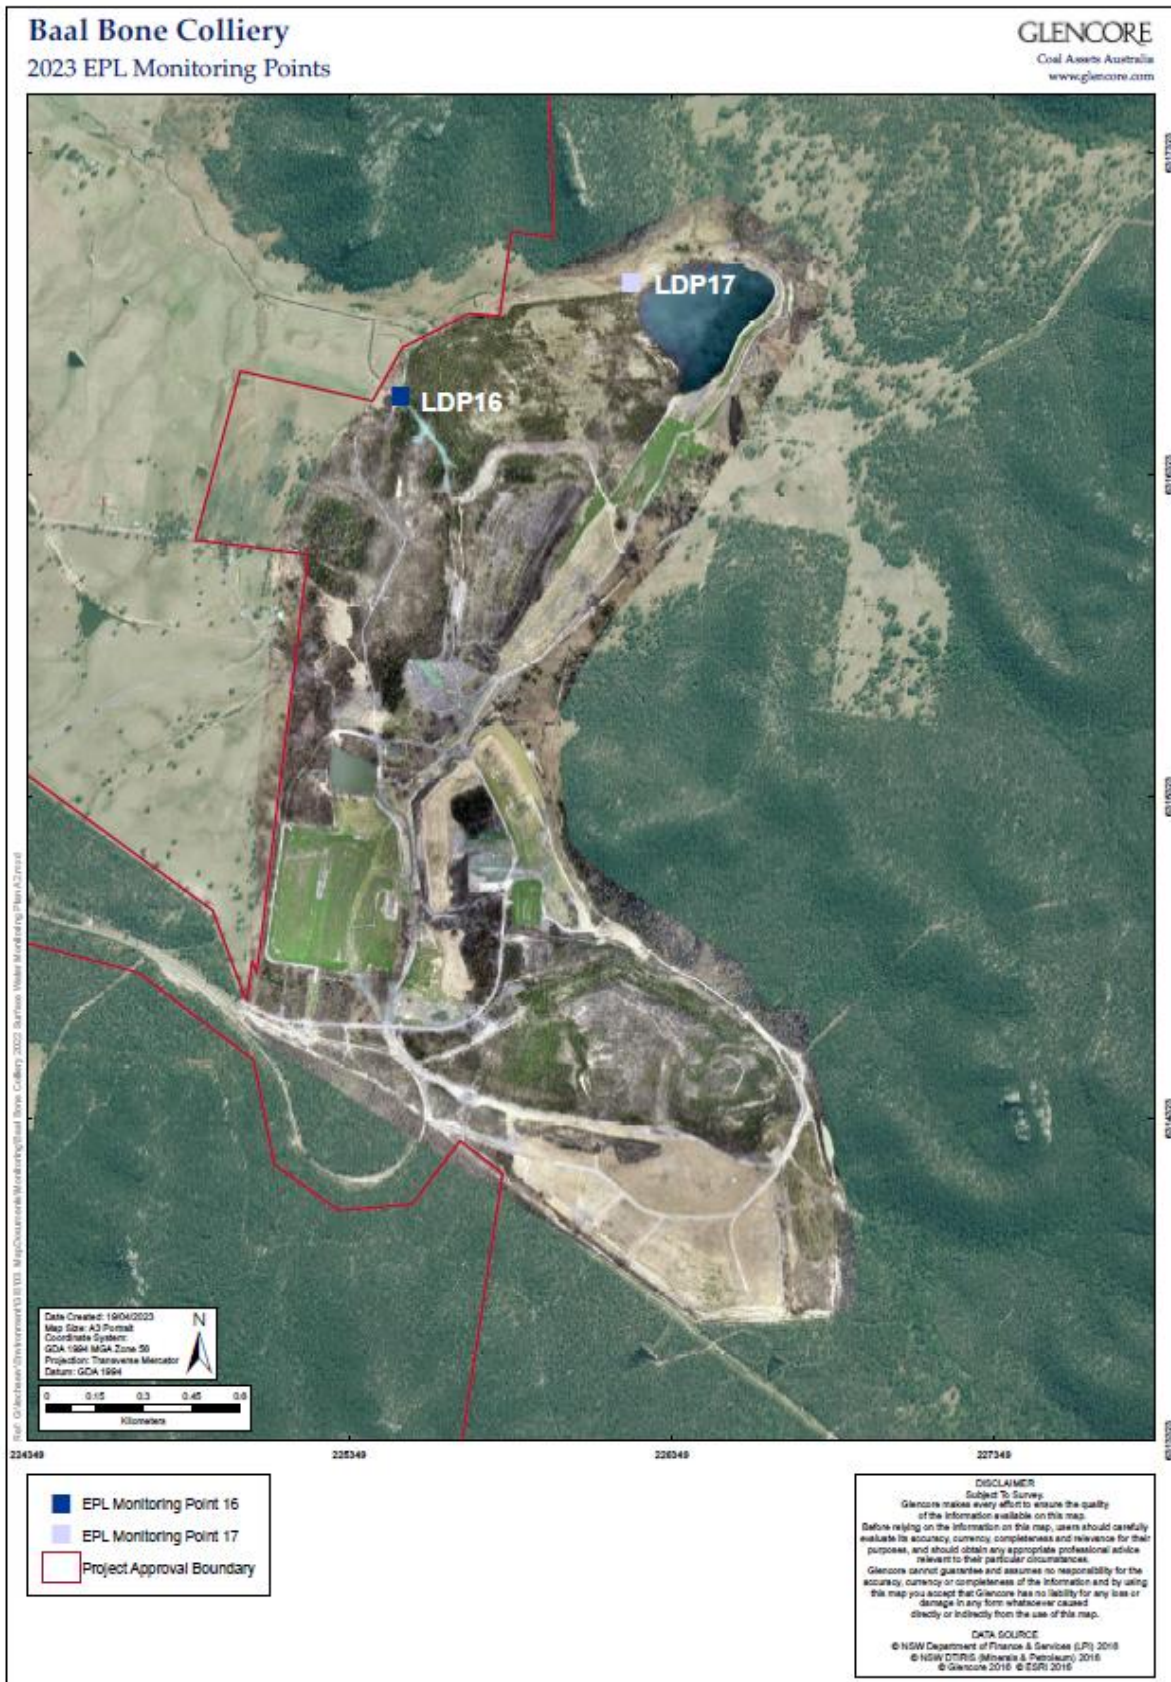 Baal Bone Colliery
2023 EPL Monitoring Points
GLENCORE
Coal Assets Australia
www.glencore.com
LDP17
LDP16
Date Created: 19/04/2023
Map Size: A3 Portrait
Coordinate System:
GDA 1994 MGA Zone 56
Projection: Transverse Mercator
Datum: GDA 1994
N
0 0.15 0.3 0.45 0.6
Kilometers
224349 225349 226349 227349
EPL Monitoring Point 16
EPL Monitoring Point 17
Project Approval Boundary
DISCLAIMER
Subject To Survey.
Glencore makes every effort to ensure the quality
of the information available on this map.
Before relying on the information on this map, users should carefully
evaluate its accuracy, currency, completeness and relevance for their
purposes, and should obtain any appropriate professional advice
relevant to their particular circumstances.
Glencore cannot guarantee and assumes no responsibility for the
accuracy, currency or completeness of the information and by using
this map you accept that Glencore has no liability for any loss or
damage in any form whatsoever caused
directly or indirectly from the use of this map.
DATA SOURCE
© NSW Department of Finance & Services (LPI) 2016
© NSW DTIRIS (Minerals & Petroleum) 2016
© Glencore 2016 © ESRI 2016